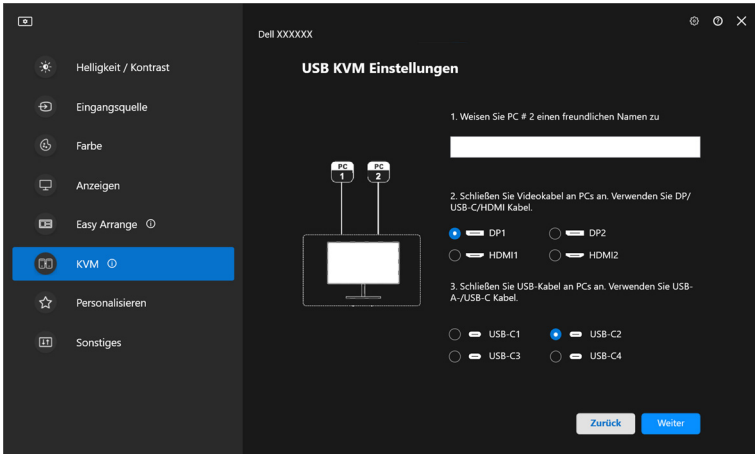 Dell XXXXXX
Helligkeit / Kontrast
Eingangsquelle
Farbe
Anzeigen
Easy Arrange
KVM
Personalisieren
Sonstiges
USB KVM Einstellungen
PC
1
PC
2
1. Weisen Sie PC # 2 einen freundlichen Namen zu
2. Schließen Sie Videokabel an PCs an. Verwenden Sie DP/
USB-C/HDMI Kabel.
DP1
DP2
HDMI1
HDMI2
3. Schließen Sie USB-Kabel an PCs an. Verwenden Sie USB-
A-/USB-C Kabel.
USB-C1
USB-C2
USB-C3
USB-C4
Zurück
Weiter